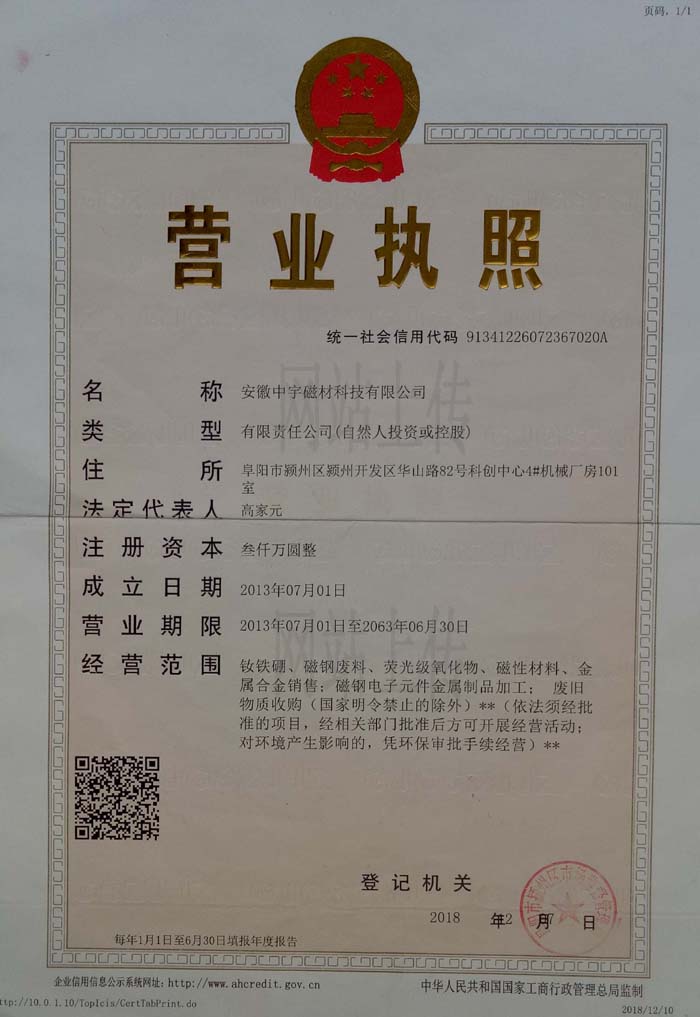 页码，1/1
营业执照
统一社会信用代码 91341226072367020A
名称 安徽中宇磁材科技有限公司
类型 有限责任公司(自然人投资或控股)
住所 阜阳市颍州区颍州开发区华山路82号科创中心4#机械厂房101
室
法定代表人 高家元
注册资本 叁仟万圆整
成立日期 2013年07月01日
营业期限 2013年07月01日至2063年06月30日
经营范围 钕铁硼、磁钢废料、荧光级氧化物、磁性材料、金
属合金销售；磁钢电子元件金属制品加工； 废旧
物质收购（国家明令禁止的除外）**（依法须经批
准的项目，经相关部门批准后方可开展经营活动；
对环境产生影响的，凭环保审批手续经营）**
网站上传
网站上传
登记机关
2018 年 12 月 7 日
每年1月1日至6月30日填报年度报告
企业信用信息公示系统网址：http://www.ahcredit.gov.cn
中华人民共和国国家工商行政管理总局监制
ttp://10.0.1.10/TopIcis/CertTabPrint.do
2018/12/10